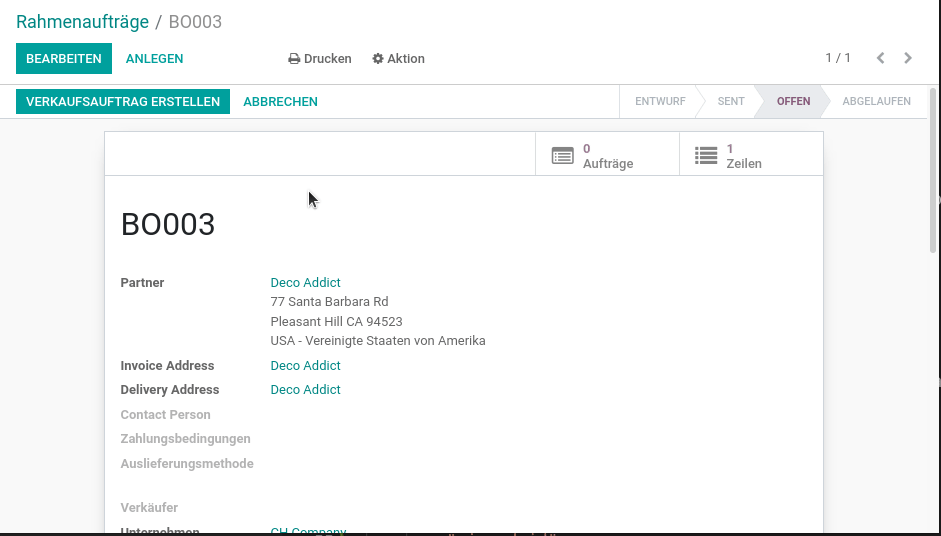 Rahmenaufträge / BO003
BEARBEITEN ANLEGEN Drucken Aktion 1 / 1
VERKAUFSAUFTRAG ERSTELLEN ABBRECHEN ENTWURF SENT OFFEN ABGELAUFEN
0 Aufträge
1 Zeilen
BO003
Partner Deco Addict
77 Santa Barbara Rd
Pleasant Hill CA 94523
USA - Vereinigte Staaten von Amerika
Invoice Address Deco Addict
Delivery Address Deco Addict
Contact Person
Zahlungsbedingungen
Auslieferungsmethode
Verkäufer
Unternehmen CH Company